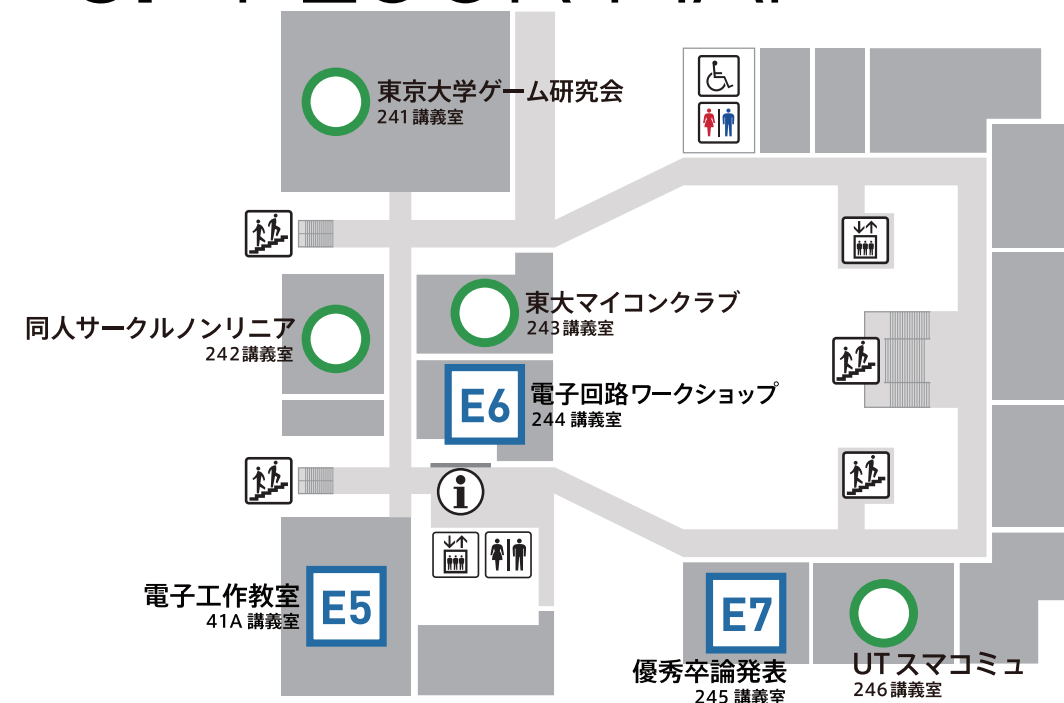 東京大学ゲーム研究会
241 講義室
東大マイコンクラブ
243 講義室
同人サークルノンリニア
242 講義室
E6
電子回路ワークショップ
244 講義室
i
電子工作教室
41A 講義室
E5
E7
優秀卒論発表
245 講義室
UT スマコミュ
246 講義室